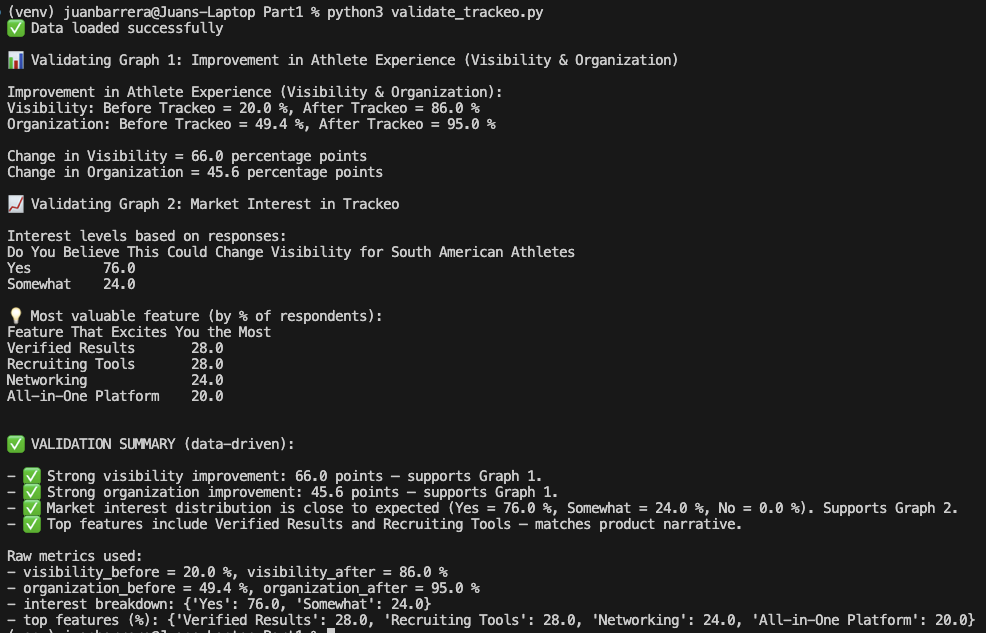 (venv) juanbarrera@Juans-Laptop Part1 % python3 validate_trackeo.py
✅ Data loaded successfully
📊 Validating Graph 1: Improvement in Athlete Experience (Visibility & Organization)
Improvement in Athlete Experience (Visibility & Organization):
Visibility: Before Trackeo = 20.0 %, After Trackeo = 86.0 %
Organization: Before Trackeo = 49.4 %, After Trackeo = 95.0 %
Change in Visibility = 66.0 percentage points
Change in Organization = 45.6 percentage points
📈 Validating Graph 2: Market Interest in Trackeo
Interest levels based on responses:
Do You Believe This Could Change Visibility for South American Athletes
Yes         76.0
Somewhat    24.0
💡 Most valuable feature (by % of respondents):
Feature That Excites You the Most
Verified Results       28.0
Recruiting Tools       28.0
Networking             24.0
All-in-One Platform    20.0
✅ VALIDATION SUMMARY (data-driven):
- ✅ Strong visibility improvement: 66.0 points — supports Graph 1.
- ✅ Strong organization improvement: 45.6 points — supports Graph 1.
- ✅ Market interest distribution is close to expected (Yes = 76.0 %, Somewhat = 24.0 %, No = 0.0 %). Supports Graph 2.
- ✅ Top features include Verified Results and Recruiting Tools — matches product narrative.
Raw metrics used:
- visibility_before = 20.0 %, visibility_after = 86.0 %
- organization_before = 49.4 %, organization_after = 95.0 %
- interest breakdown: {'Yes': 76.0, 'Somewhat': 24.0}
- top features (%): {'Verified Results': 28.0, 'Recruiting Tools': 28.0, 'Networking': 24.0, 'All-in-One Platform': 20.0}
(venv) juanbarrera@Juans-Laptop Part1 %